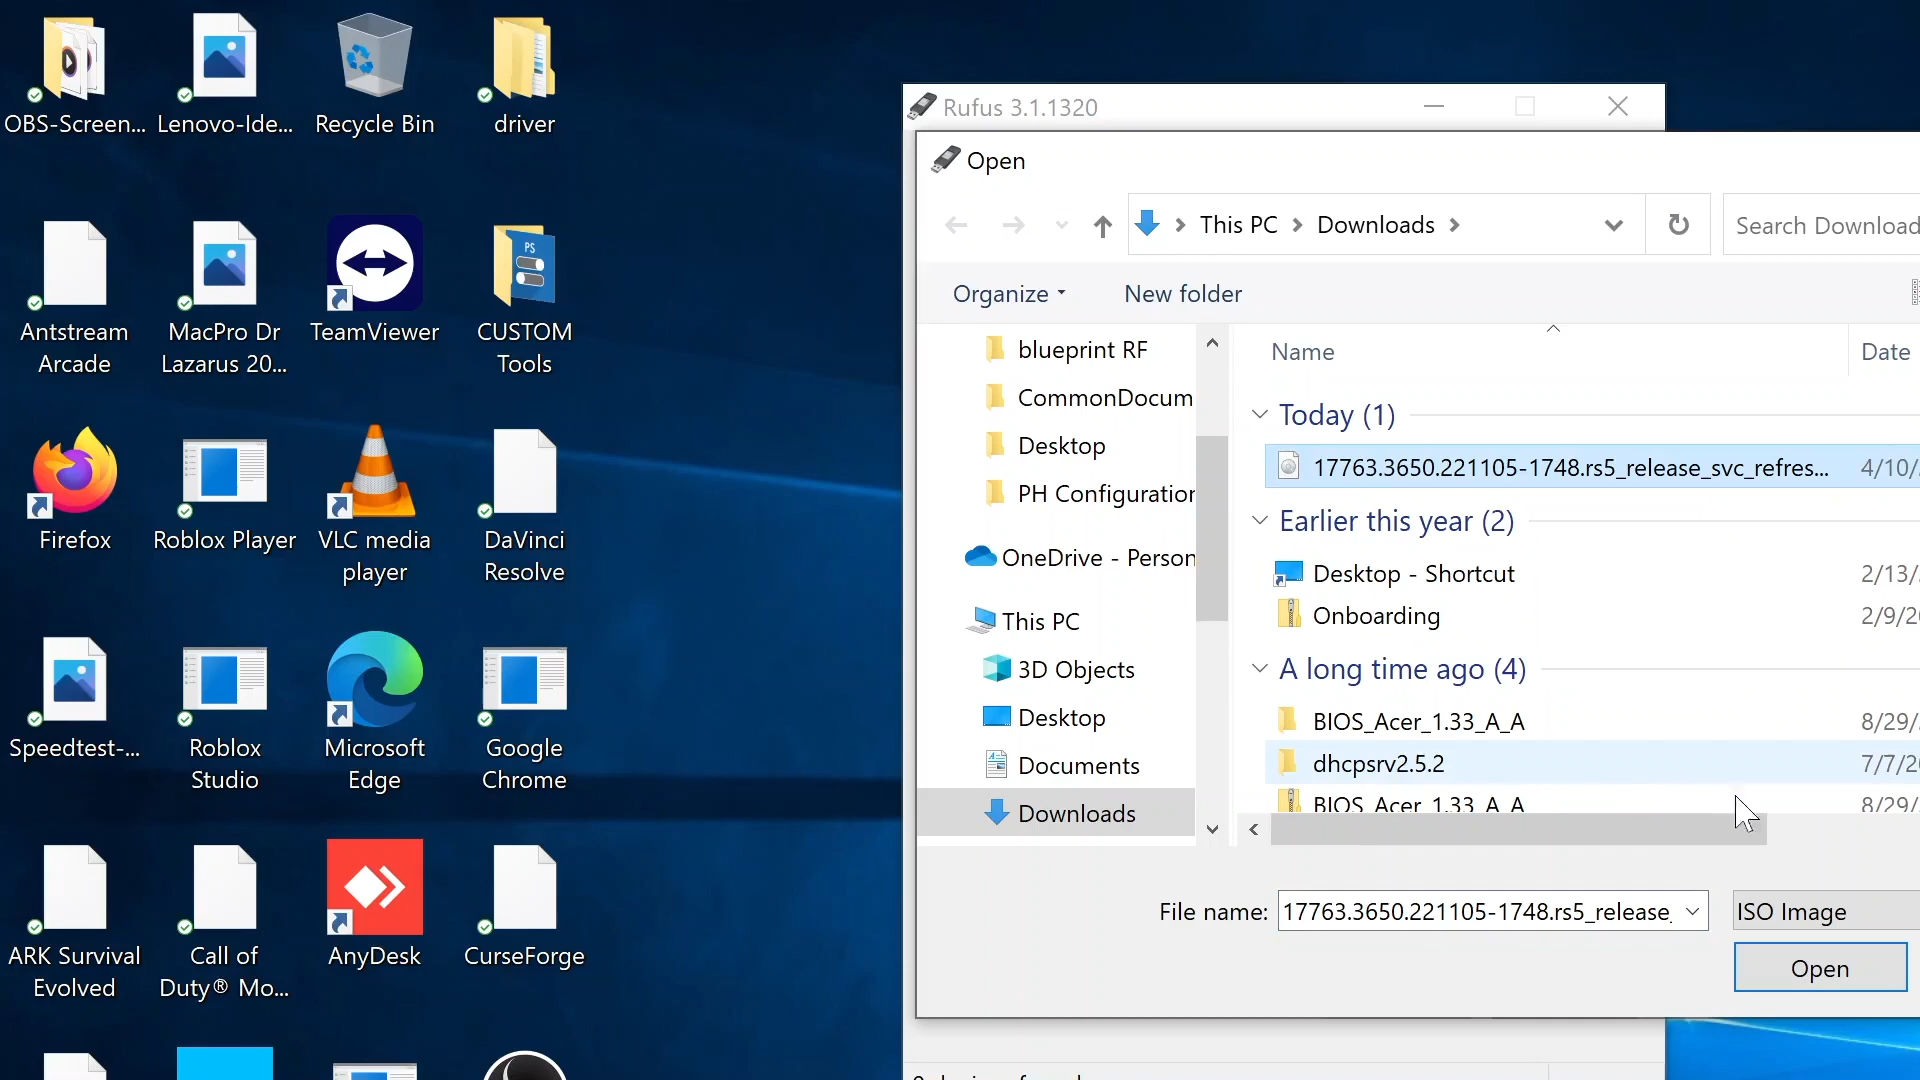 OBS-Screen...
Lenovo-Ide...
Recycle Bin
driver
Antstream
Arcade
MacPro Dr
Lazarus 20...
TeamViewer
PS
CUSTOM
Tools
Firefox
Roblox Player
VLC media
player
DaVinci
Resolve
Speedtest-...
Roblox
Studio
Microsoft
Edge
Google
Chrome
ARK Survival
Evolved
Call of
Duty® Mo...
AnyDesk
CurseForge
Rufus 3.1.1320
Open
This PC
Downloads
Search Download
Organize
New folder
blueprint RF
CommonDocum
Desktop
PH Configuration
OneDrive - Person
This PC
3D Objects
Desktop
Documents
Downloads
Name
Date
Today (1)
17763.3650.221105-1748.rs5_release_svc_refres...
4/10/
Earlier this year (2)
Desktop - Shortcut
2/13/
Onboarding
2/9/2
A long time ago (4)
BIOS_Acer_1.33_A_A
8/29/
dhcpsrv2.5.2
7/7/2
BIOS_Acer_1.33_A_A
8/29/
File name:
17763.3650.221105-1748.rs5_release_
ISO Image
Open